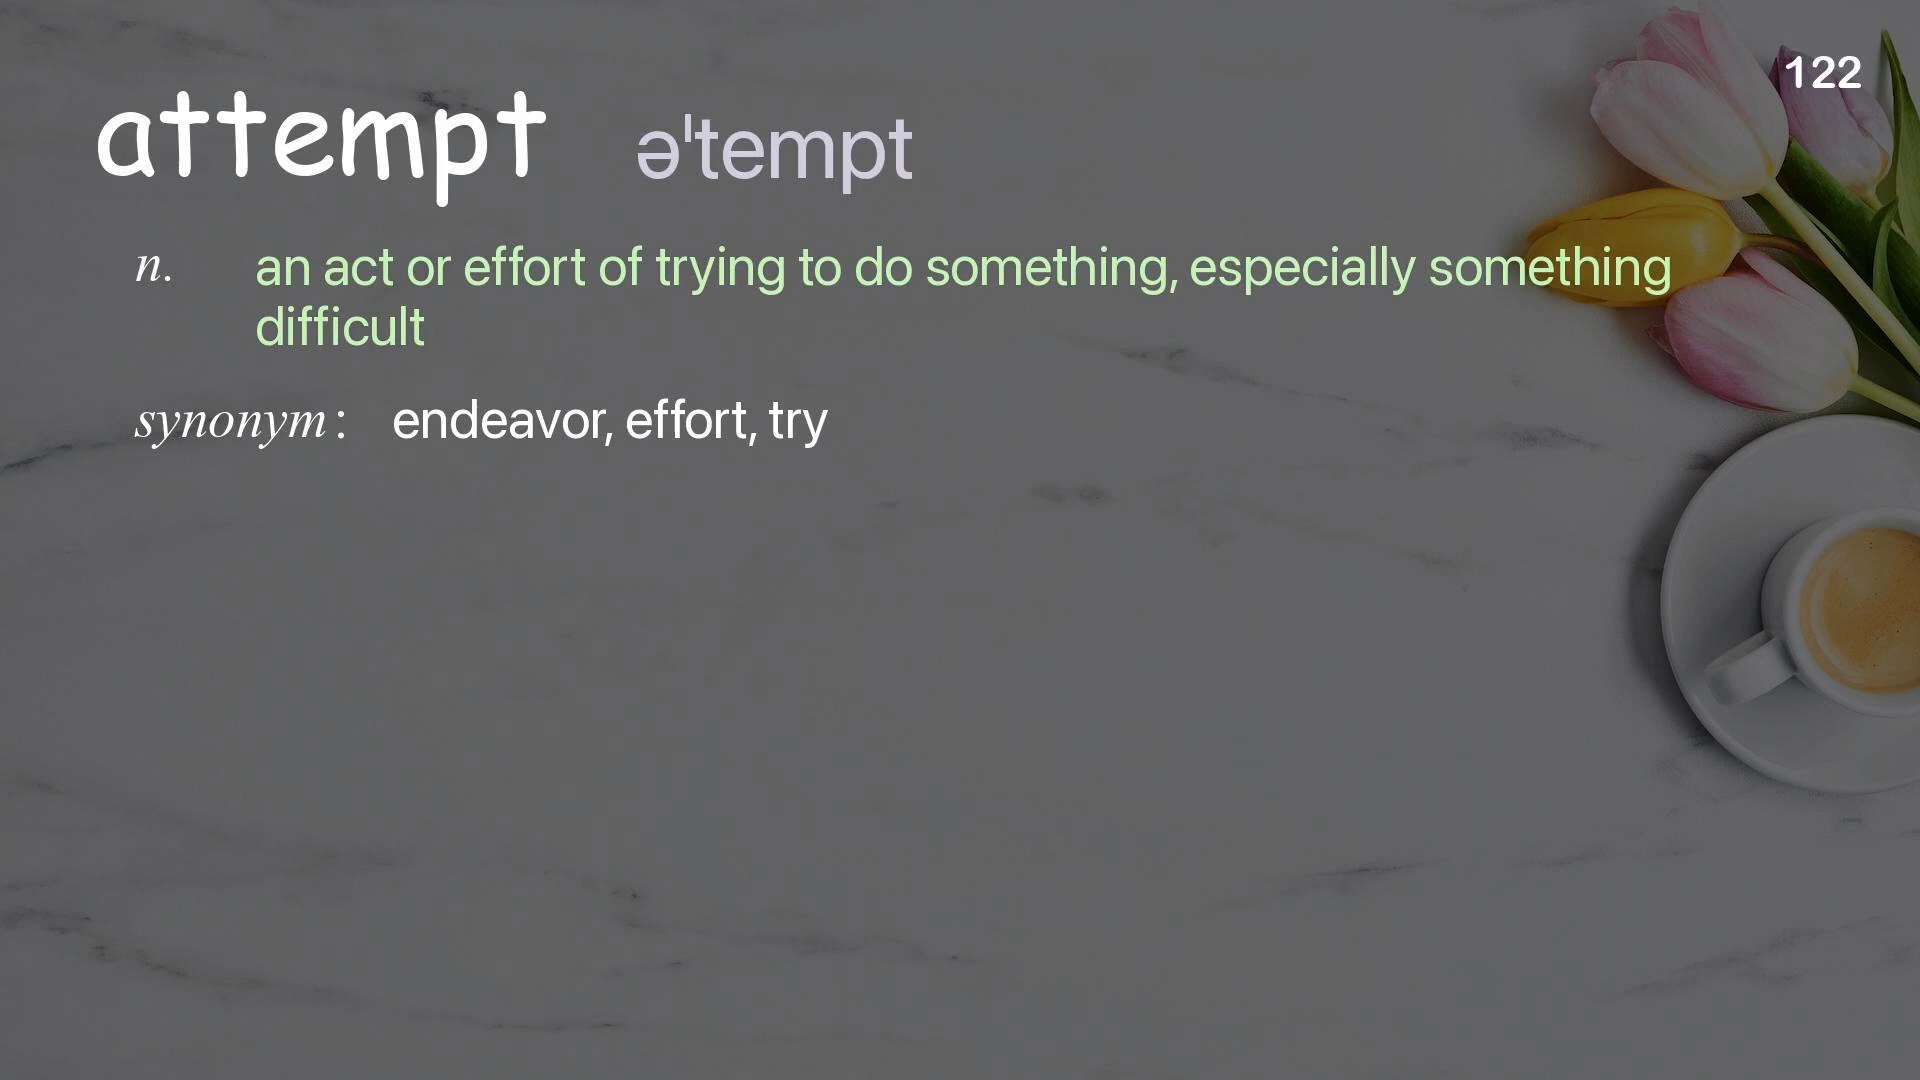 122
attempt əˈtempt
n. an act or effort of trying to do something, especially something
difficult
synonym: endeavor, effort, try